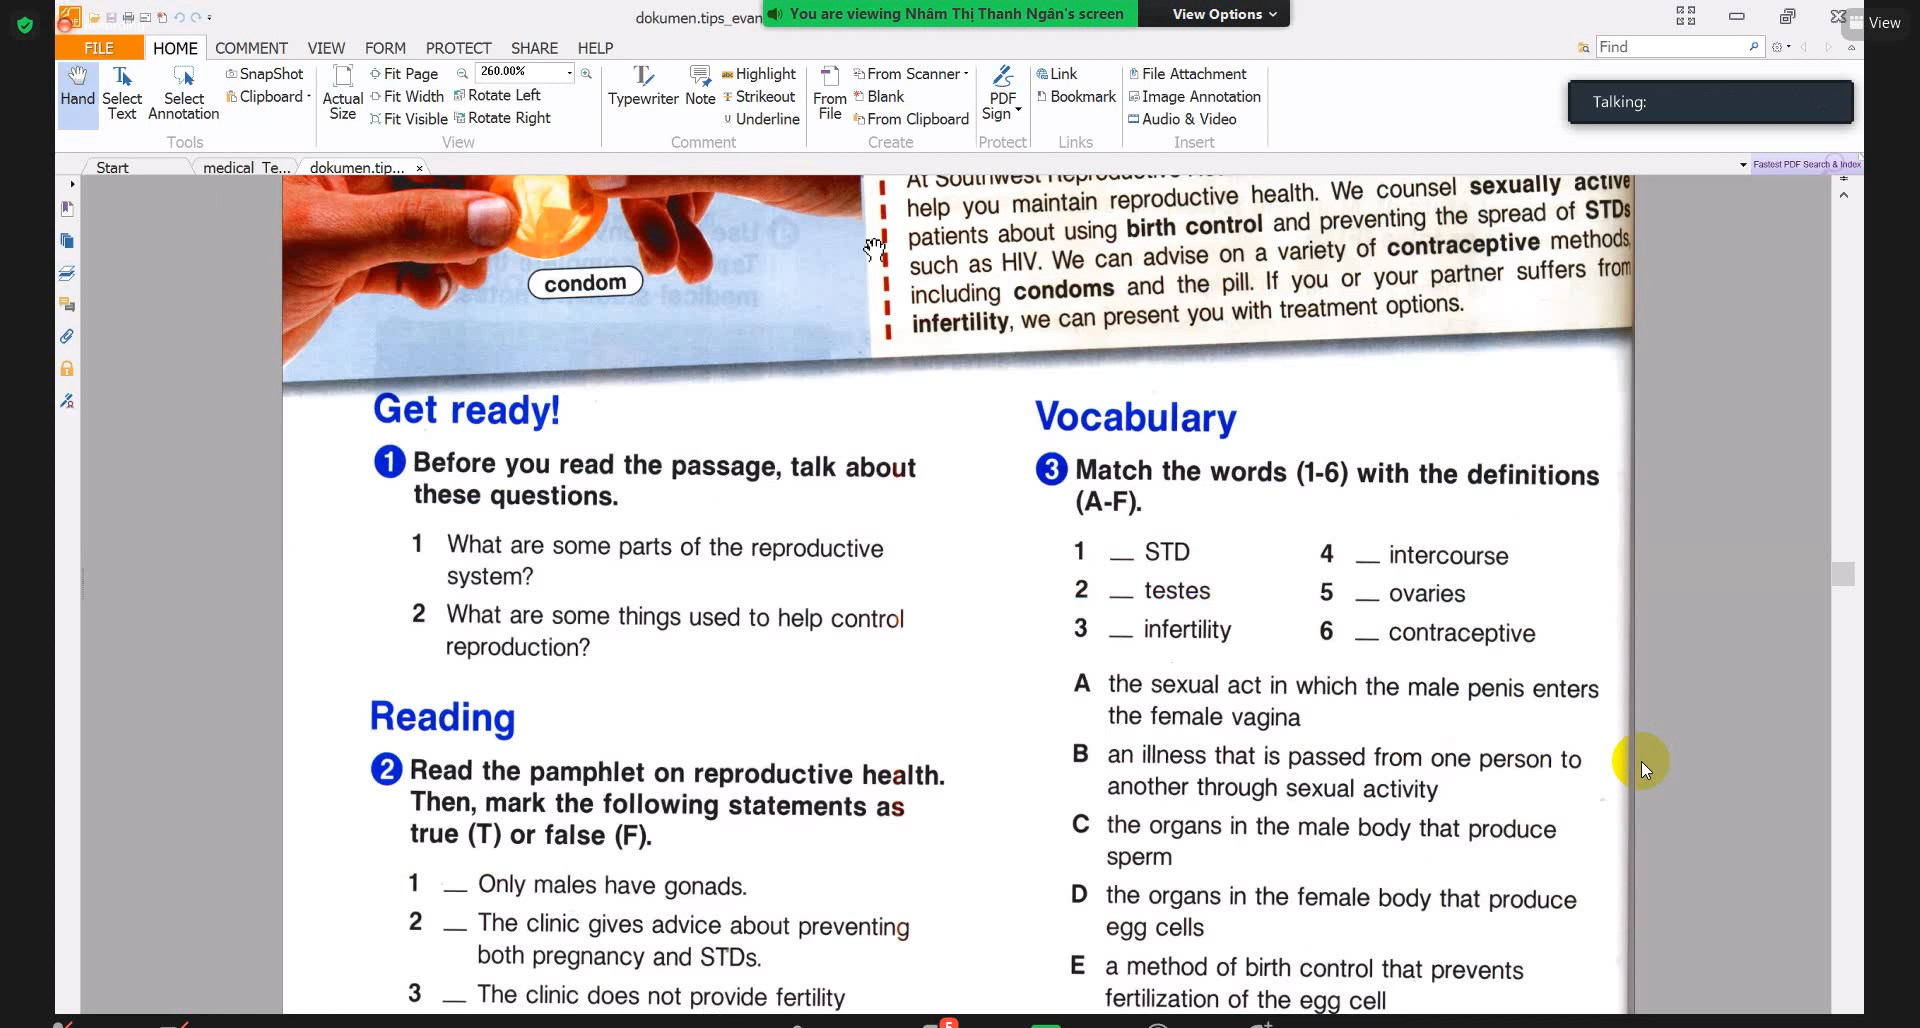 dokumen.tips_evan
You are viewing Nhâm Thị Thanh Ngân's screen
View Options
View
FILE
HOME
COMMENT
VIEW
FORM
PROTECT
SHARE
HELP
Find
Hand
Select Text
Select Annotation
SnapShot
Clipboard
Tools
Actual Size
Fit Page
Fit Width
Fit Visible
260.00%
Rotate Left
Rotate Right
View
Typewriter
Note
Highlight
Strikeout
Underline
Comment
From File
From Scanner
Blank
From Clipboard
Create
PDF Sign
Protect
Link
Bookmark
Links
File Attachment
Image Annotation
Audio & Video
Insert
Talking:
Start
medical_Te...
dokumen.tip...
Fastest PDF Search & Index
condom
At Southwest Reproductive
help you maintain reproductive health. We counsel sexually active
patients about using birth control and preventing the spread of STDs
such as HIV. We can advise on a variety of contraceptive methods,
including condoms and the pill. If you or your partner suffers from
infertility, we can present you with treatment options.
Get ready!
1 Before you read the passage, talk about
these questions.
1 What are some parts of the reproductive
system?
2 What are some things used to help control
reproduction?
Reading
2 Read the pamphlet on reproductive health.
Then, mark the following statements as
true (T) or false (F).
1 __ Only males have gonads.
2 __ The clinic gives advice about preventing
both pregnancy and STDs.
3 __ The clinic does not provide fertility
Vocabulary
3 Match the words (1-6) with the definitions
(A-F).
1 __ STD
2 __ testes
3 __ infertility
4 __ intercourse
5 __ ovaries
6 __ contraceptive
A the sexual act in which the male penis enters
the female vagina
B an illness that is passed from one person to
another through sexual activity
C the organs in the male body that produce
sperm
D the organs in the female body that produce
egg cells
E a method of birth control that prevents
fertilization of the egg cell
5